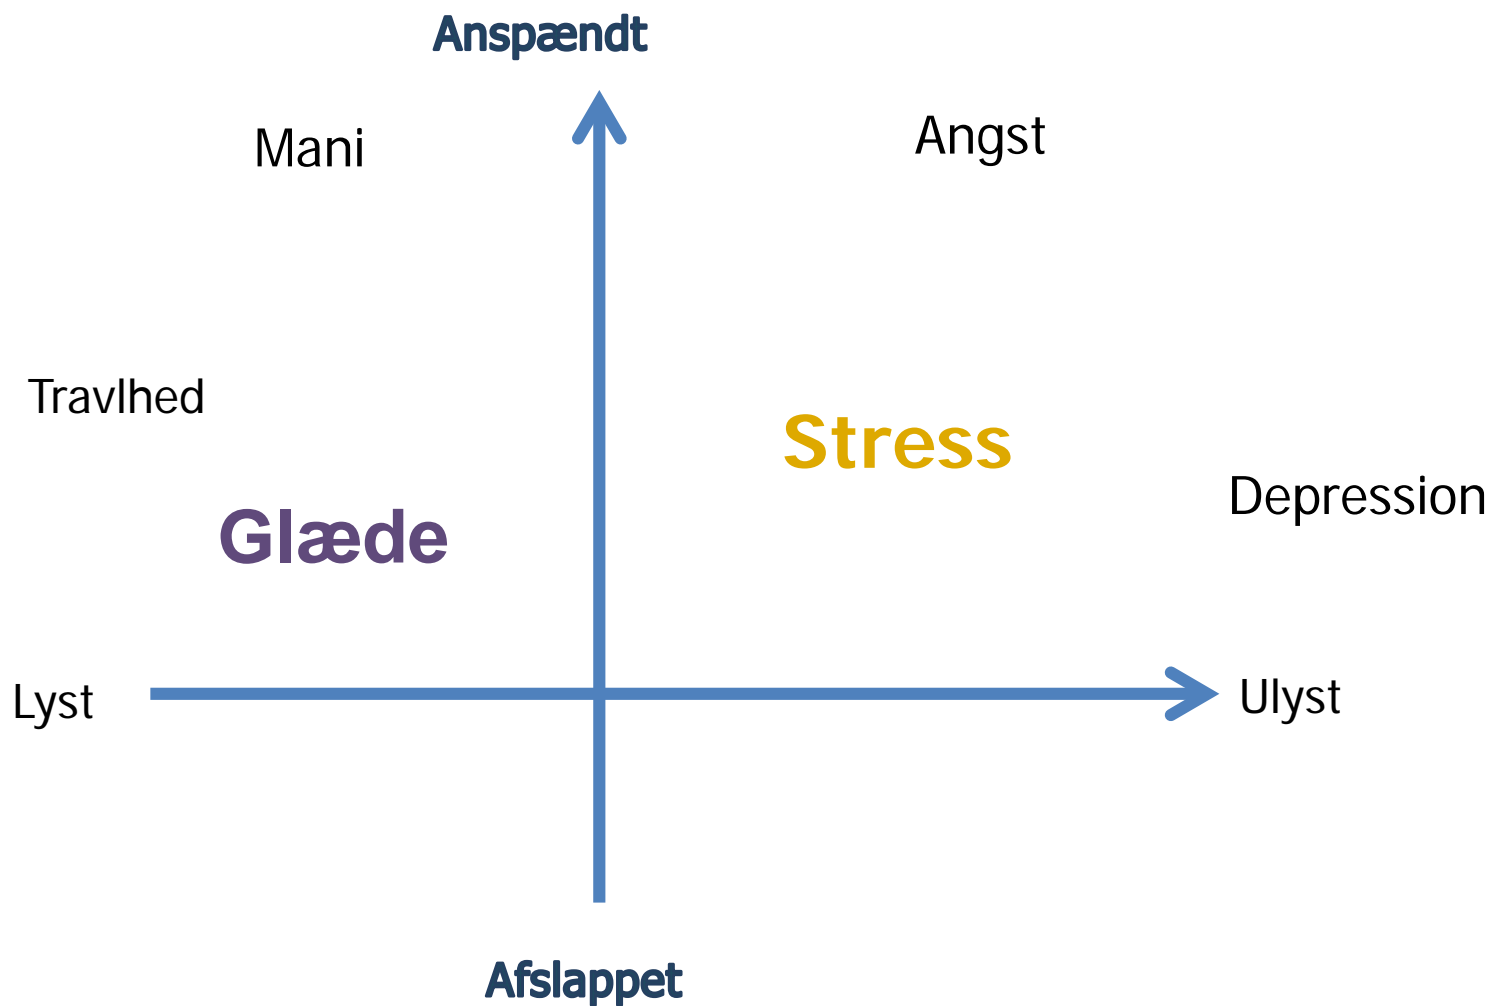 Anspændt
Mani
Angst
Travlhed
Stress
Depression
Glæde
Lyst
Ulyst
Afslappet